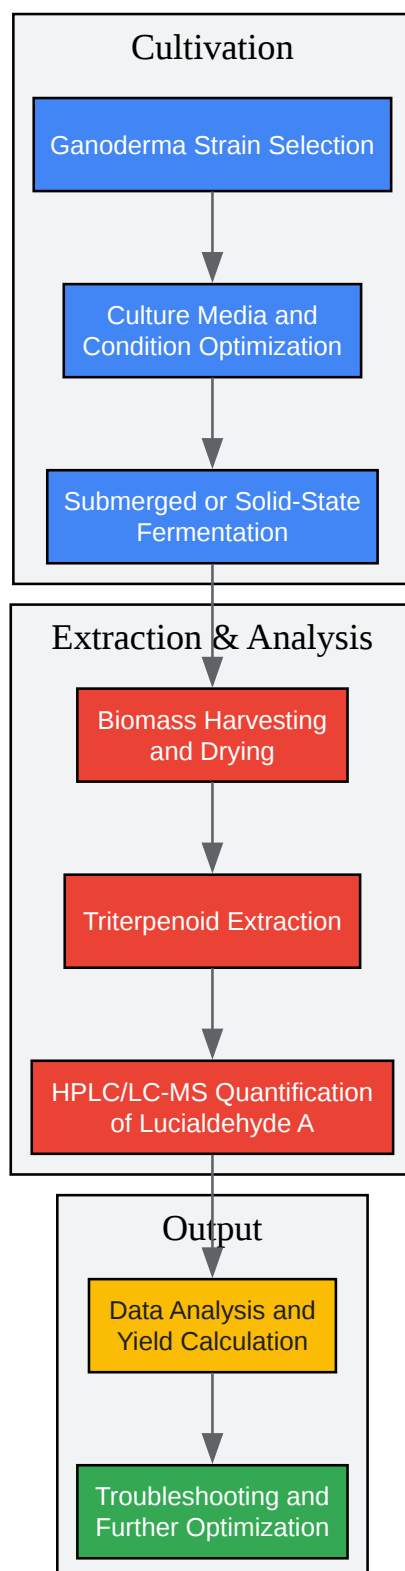 Cultivation
Ganoderma Strain Selection
Culture Media and
Condition Optimization
Submerged or Solid-State
Fermentation
Extraction & Analysis
Biomass Harvesting
and Drying
Triterpenoid Extraction
HPLC/LC-MS Quantification
of Lucialdehyde A
Output
Data Analysis and
Yield Calculation
Troubleshooting and
Further Optimization